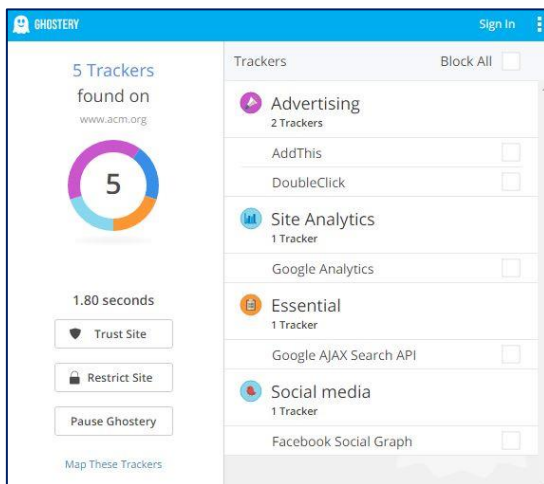 GHOSTERY
Sign In
5 Trackers
found on
www.acm.org
5
1.80 seconds
Trust Site
Restrict Site
Pause Ghostery
Map These Trackers
Trackers
Block All
Advertising
2 Trackers
AddThis
DoubleClick
Site Analytics
1 Tracker
Google Analytics
Essential
1 Tracker
Google AJAX Search API
Social media
1 Tracker
Facebook Social Graph